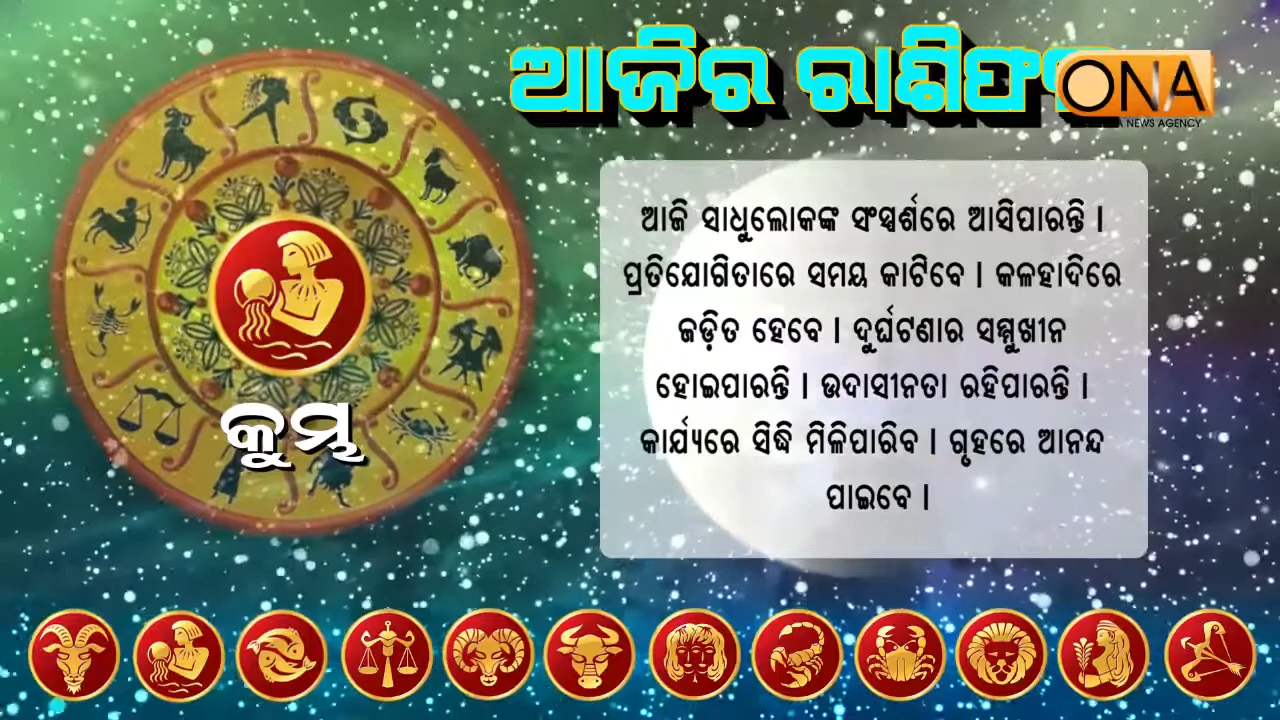 ଆଜିର
ONA
A NEWS AGENCY
ଆଜି ସାଧୁଲୋକଙ୍କ ସଂସ୍ପର୍ଶରେ ଆସିପାରନ୍ତି |
ପ୍ରତିଯୋଗିତାରେ ସମୟ କାଟିବେ | କଳହାଦିରେ
ଜଡ଼ିତ ହେବେ | ଦୁର୍ଘଟଣାର ସମ୍ମୁଖୀନ
ହୋଇପାରନ୍ତି | ଉଦାସୀନତା ରହିପାରନ୍ତି |
କାର୍ଯ୍ୟରେ ସିଦ୍ଧି ମିଳିପାରିବ | ଗୃହରେ ଆନନ୍ଦ
ପାଇବେ |
କୁମ୍ଭ